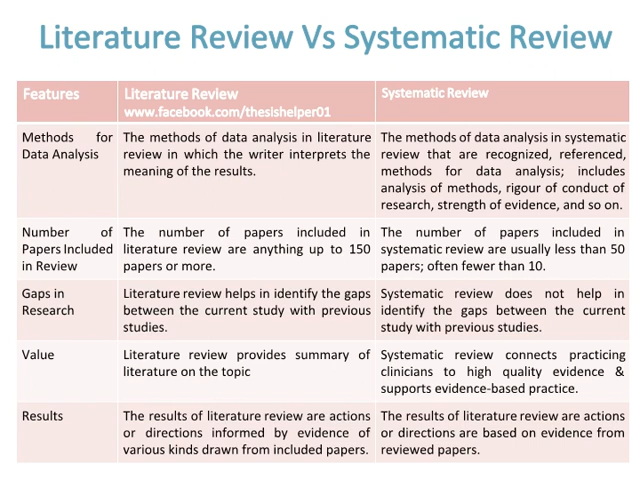 Literature Review Vs Systematic Review
Features
Literature Review
www.facebook.com/thesishelper01
Systematic Review
Methods for
Data Analysis
The methods of data analysis in literature
review in which the writer interprets the
meaning of the results.
The methods of data analysis in systematic
review that are recognized, referenced,
methods for data analysis; includes
analysis of methods, rigour of conduct of
research, strength of evidence, and so on.
Number of
Papers Included
in Review
The number of papers included in
literature review are anything up to 150
papers or more.
The number of papers included in
systematic review are usually less than 50
papers; often fewer than 10.
Gaps in
Research
Literature review helps in identify the gaps
between the current study with previous
studies.
Systematic review does not help in
identify the gaps between the current
study with previous studies.
Value
Literature review provides summary of
literature on the topic
Systematic review connects practicing
clinicians to high quality evidence &
supports evidence-based practice.
Results
The results of literature review are actions
or directions informed by evidence of
various kinds drawn from included papers.
The results of literature review are actions
or directions are based on evidence from
reviewed papers.